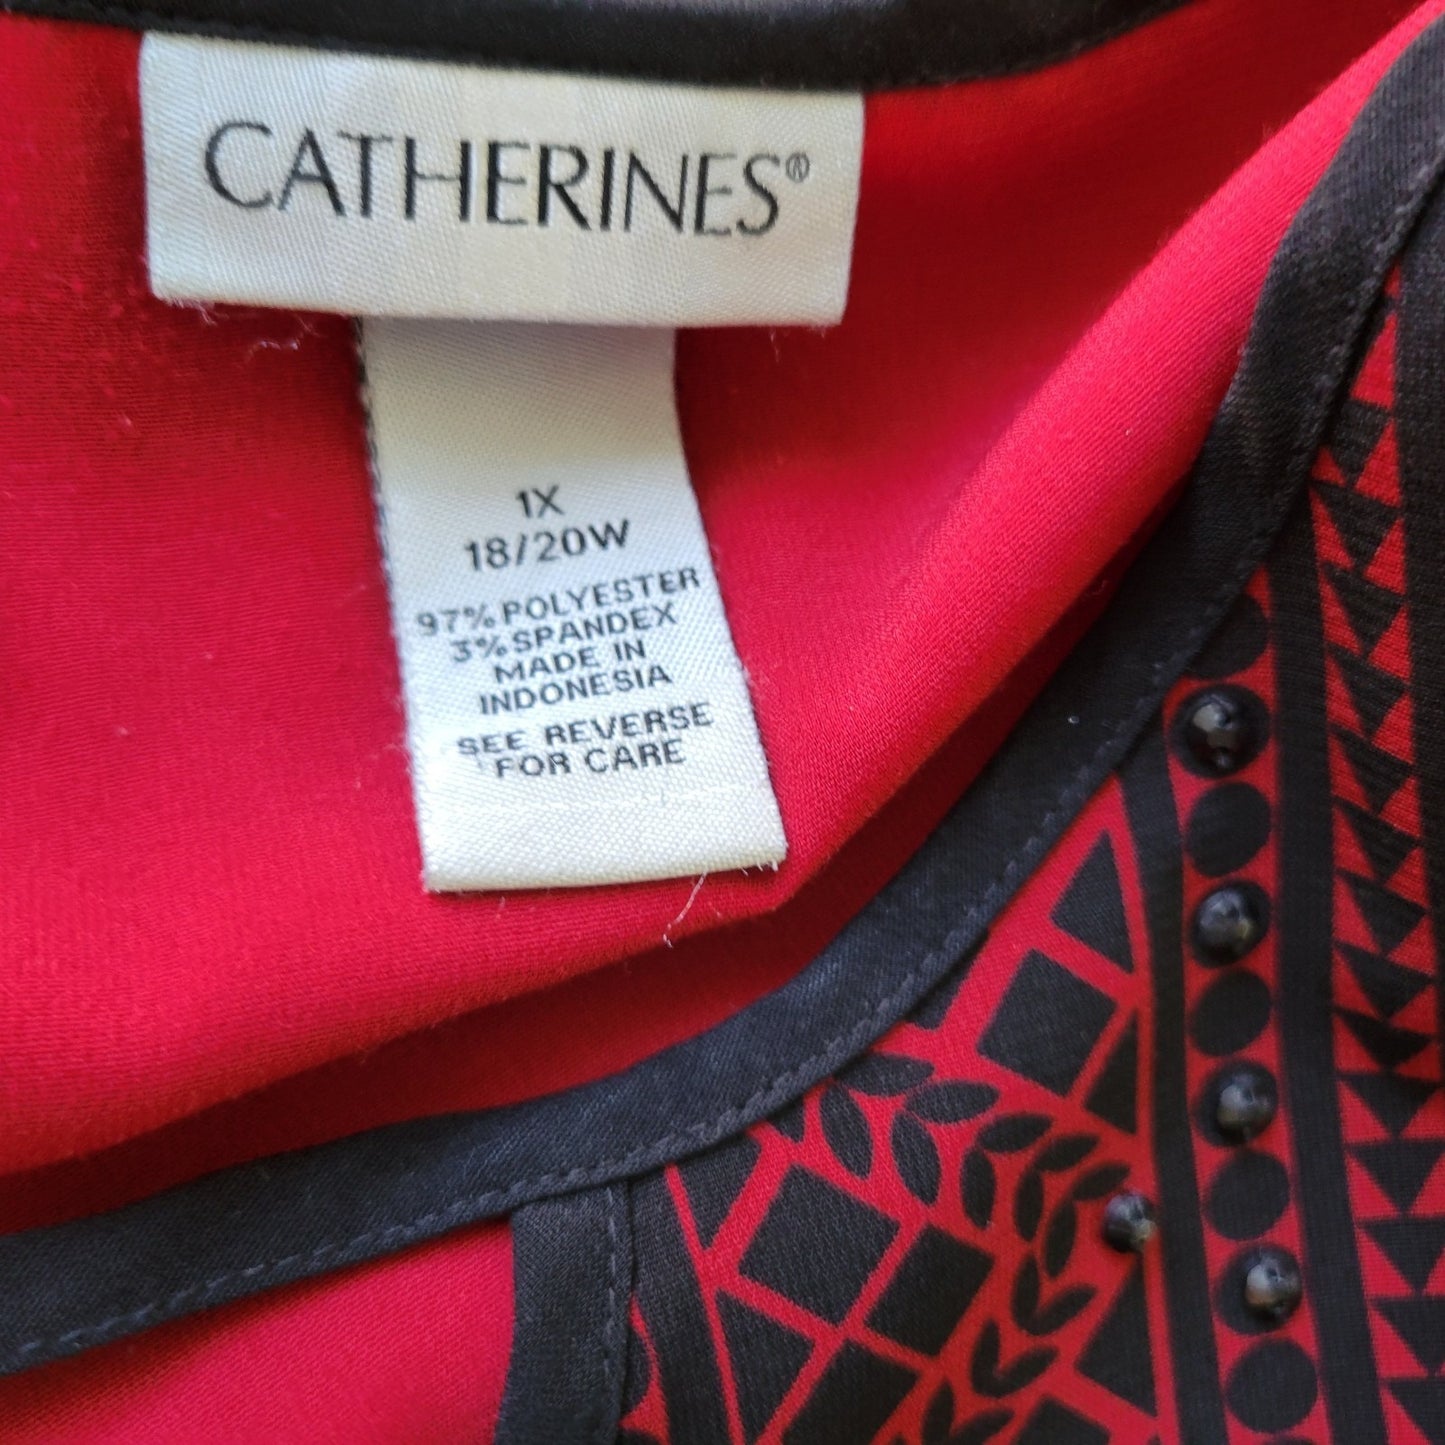 CATHERINES®
1X
18/20W
97% POLYESTER
3% SPANDEX
MADE IN
INDONESIA
SEE REVERSE
FOR CARE